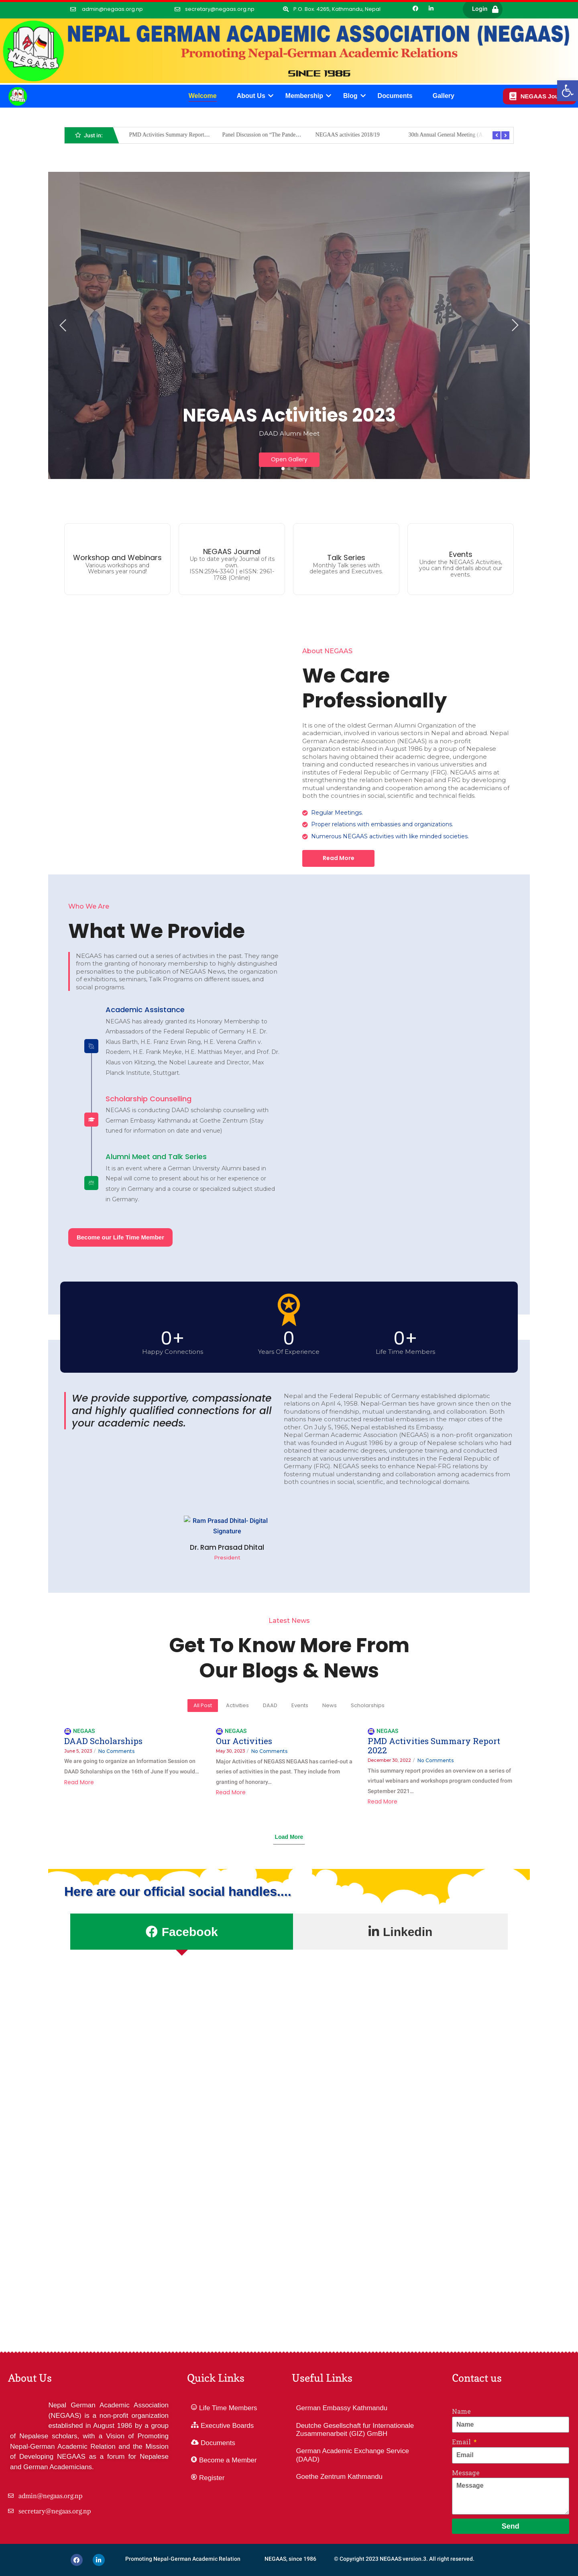 admin@negaas.org.np
secretary@negaas.org.np
P.O. Box. 4265, Kathmandu, Nepal
Login
NEPAL GERMAN ACADEMIC ASSOCIATION (NEGAAS)
Promoting Nepal-German Academic Relations
SINCE 1986
Welcome
About Us
Membership
Blog
Documents
Gallery
NEGAAS Jou
Just in:
PMD Activities Summary Report...
Panel Discussion on "The Pande...
NEGAAS activities 2018/19
30th Annual General Meeting
NEGAAS Activities 2023
DAAD Alumni Meet
Open Gallery
Workshop and Webinars
Various workshops and
Webinars year round!
NEGAAS Journal
Up to date yearly Journal of its
own.
ISSN:2594-3340 | eISSN: 2961-
1768 (Online)
Talk Series
Monthly Talk series with
delegates and Executives.
Events
Under the NEGAAS Activities,
you can find details about our
events.
About NEGAAS
We Care
Professionally
It is one of the oldest German-Alumni Organization of the
academician, involved in various sectors in Nepal and abroad. Nepal
German Academic Association (NEGAAS) is a non-profit
organization established in August 1986 by a group of Nepalese
scholars having obtained their academic degree, undergone
training and conducted researches in various universities and
institutes of Federal Republic of Germany (FRG). NEGAAS aims at
strengthening the relation between Nepal and FRG by developing
mutual understanding and cooperation among the academicians of
both the countries in social, scientific and technical fields.
Regular Meetings.
Proper relations with embassies and organizations.
Numerous NEGAAS activities with like minded societies.
Read More
Who We Are
What We Provide
NEGAAS has carried out a series of activities in the past. They range
from the granting of honorary membership to highly distinguished
personalities to the publication of NEGAAS News, the organization
of exhibitions, seminars, Talk Programs on different issues, and
social programs.
Academic Assistance
NEGAAS has already granted its Honorary Membership to
Ambassadors of the Federal Republic of Germany H.E. Dr.
Klaus Barth, H.E. Franz Erwin Ring, H.E. Verena Graffin v.
Roedern, H.E. Frank Meyke, H.E. Matthias Meyer, and Prof. Dr.
Klaus von Klitzing, the Nobel Laureate and Director, Max
Planck Institute, Stuttgart.
Scholarship Counselling
NEGAAS is conducting DAAD scholarship counselling with
German Embassy Kathmandu at Goethe Zentrum (Stay
tuned for information on date and venue)
Alumni Meet and Talk Series
It is an event where a German University Alumni based in
Nepal will come to present about his or her experience or
story in Germany and a course or specialized subject studied
in Germany.
Become our Life Time Member
0+
Happy Connections
0
Years Of Experience
0+
Life Time Members
We provide supportive, compassionate
and highly qualified connections for all
your academic needs.
Nepal and the Federal Republic of Germany established diplomatic
relations on April 4, 1958. Nepal-German ties have grown since then on the
foundation of friendship, mutual understanding, and cooperation. Both
nations have constructed residential embassies in the major cities of the
other. On July 5, 1965, Nepal established its Embassy.
Nepal German Academic Association (NEGAAS) is a non-profit organization
that was founded in August 1986 by a group of Nepalese scholars who had
obtained their academic degrees, undergone training, and conducted
research at various universities and institutes in the Federal Republic of
Germany (FRG). NEGAAS seeks to enhance Nepal-FRG relations by
fostering mutual understanding and collaboration among academics from
both countries in social, scientific, and technological domains.
Ram Prasad Dhital- Digital
Signature
Dr. Ram Prasad Dhital
President
Latest News
Get To Know More From
Our Blogs & News
All Post
Activities
DAAD
Events
News
Scholarships
NEGAAS
DAAD Scholarships
June 5, 2023 / No Comments
We are going to organize an Information Session on
DAAD Scholarships on the 16th of June If you would...
Read More
NEGAAS
Our Activities
May 30, 2023 / No Comments
Major Activities of NEGASS NEGAAS has carried-out a
series of activities in the past. They include from
granting of honorary...
Read More
NEGAAS
PMD Activities Summary Report
2022
December 30, 2022 / No Comments
This summary report provides an overview on a series of
virtual webinars and workshops program conducted from
September 2021...
Read More
Load More
Here are our official social handles....
Facebook
Linkedin
About Us
Nepal German Academic Association
(NEGAAS) is a non-profit organization
established in August 1986 by a group
of Nepalese scholars, with a Vision of Promoting
Nepal-German Academic Relation and the Mission
of Developing NEGAAS as a forum for Nepalese
and German Academicians.
admin@negaas.org.np
secretary@negaas.org.np
Quick Links
Life Time Members
Executive Boards
Documents
Become a Member
Register
Useful Links
German Embassy Kathmandu
Deutche Gesellschaft fur Internationale
Zusammenarbeit (GIZ) GmBH
German Academic Exchange Service
(DAAD)
Goethe Zentrum Kathmandu
Contact us
Name
Name
Email *
Email
Message
Message
Send
Promoting Nepal-German Academic Relation
NEGAAS, since 1986
© Copyright 2023 NEGAAS version.3. All right reserved.